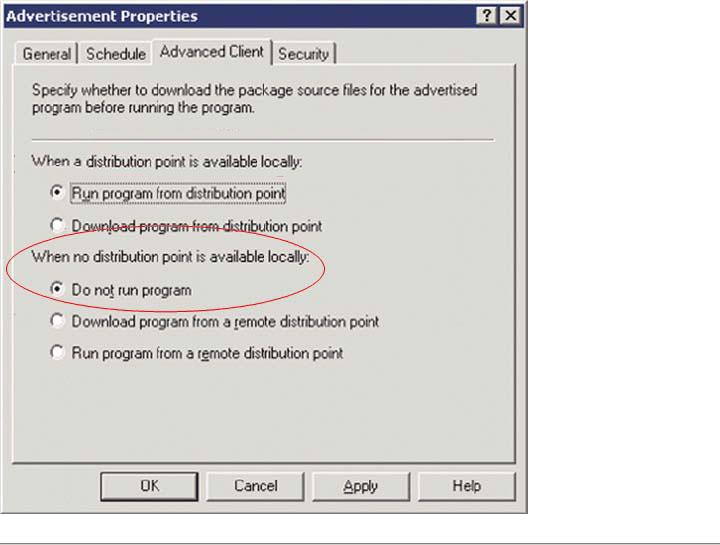 Advertisement Properties
General Schedule Advanced Client Security
Specify whether to download the package source files for the advertised
program before running the program.
When a distribution point is available locally:
Run program from distribution point
Download program from distribution point
When no distribution point is available locally:
Do not run program
Download program from a remote distribution point
Run program from a remote distribution point
OK Cancel Apply Help